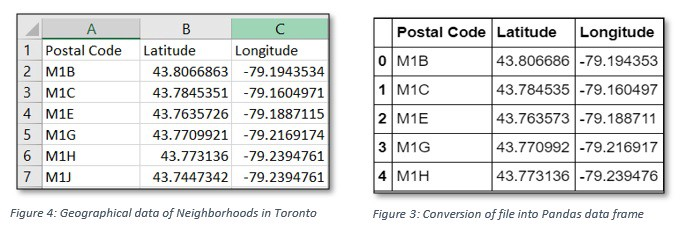 A B C
1 Postal Code Latitude Longitude
2 M1B 43.8066863 -79.1943534
3 M1C 43.7845351 -79.1604971
4 M1E 43.7635726 -79.1887115
5 M1G 43.7709921 -79.2169174
6 M1H 43.773136 -79.2394761
7 M1J 43.7447342 -79.2394761
Figure 4: Geographical data of Neighborhoods in Toronto
Postal Code Latitude Longitude
0 M1B 43.806686 -79.194353
1 M1C 43.784535 -79.160497
2 M1E 43.763573 -79.188711
3 M1G 43.770992 -79.216917
4 M1H 43.773136 -79.239476
Figure 3: Conversion of file into Pandas data frame